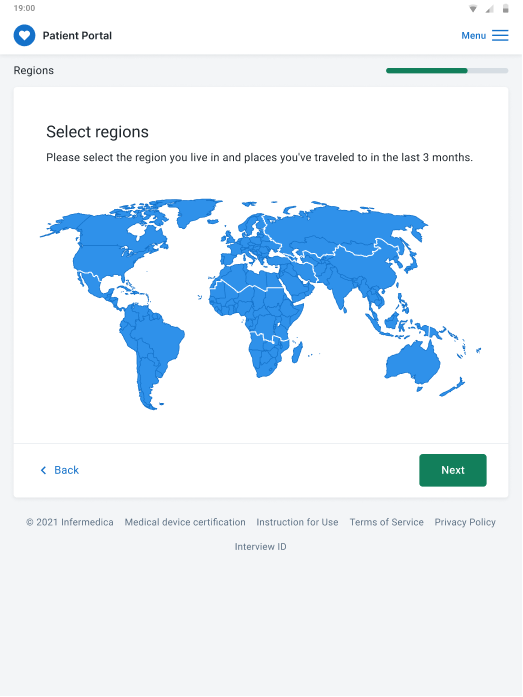 19:00
Patient Portal
Menu
Regions
Select regions
Please select the region you live in and places you've traveled to in the last 3 months.
Back
Next
© 2021 Infermedica Medical device certification Instruction for Use Terms of Service Privacy Policy
Interview ID